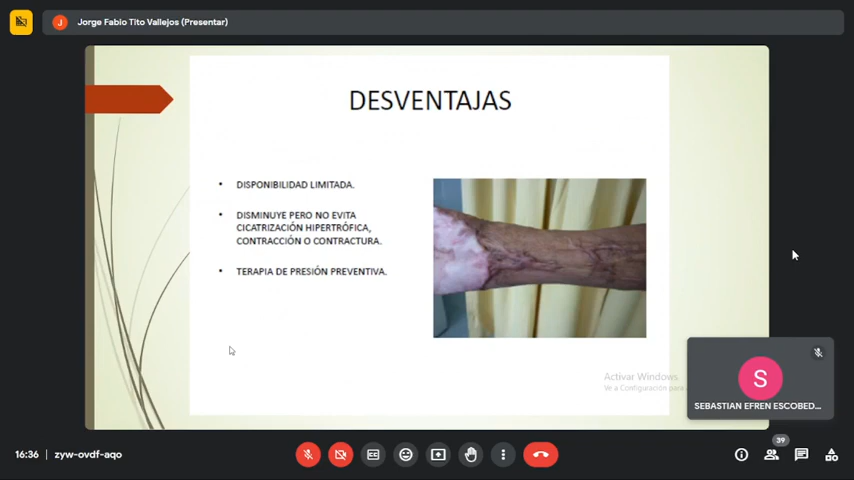 Jorge Fabio Tito Vallejos (Presentar)
DESVENTAJAS
• DISPONIBILIDAD LIMITADA.
• DISMINUYE PERO NO EVITA
CICATRIZACIÓN HIPERTRÓFICA,
CONTRACCIÓN O CONTRACTURA.
• TERAPIA DE PRESIÓN PREVENTIVA.
Activar Windows
Ve a Configuración para
S
SEBASTIAN EFREN ESCOBED...
16:36 | zyw-ovdf-aqo
39